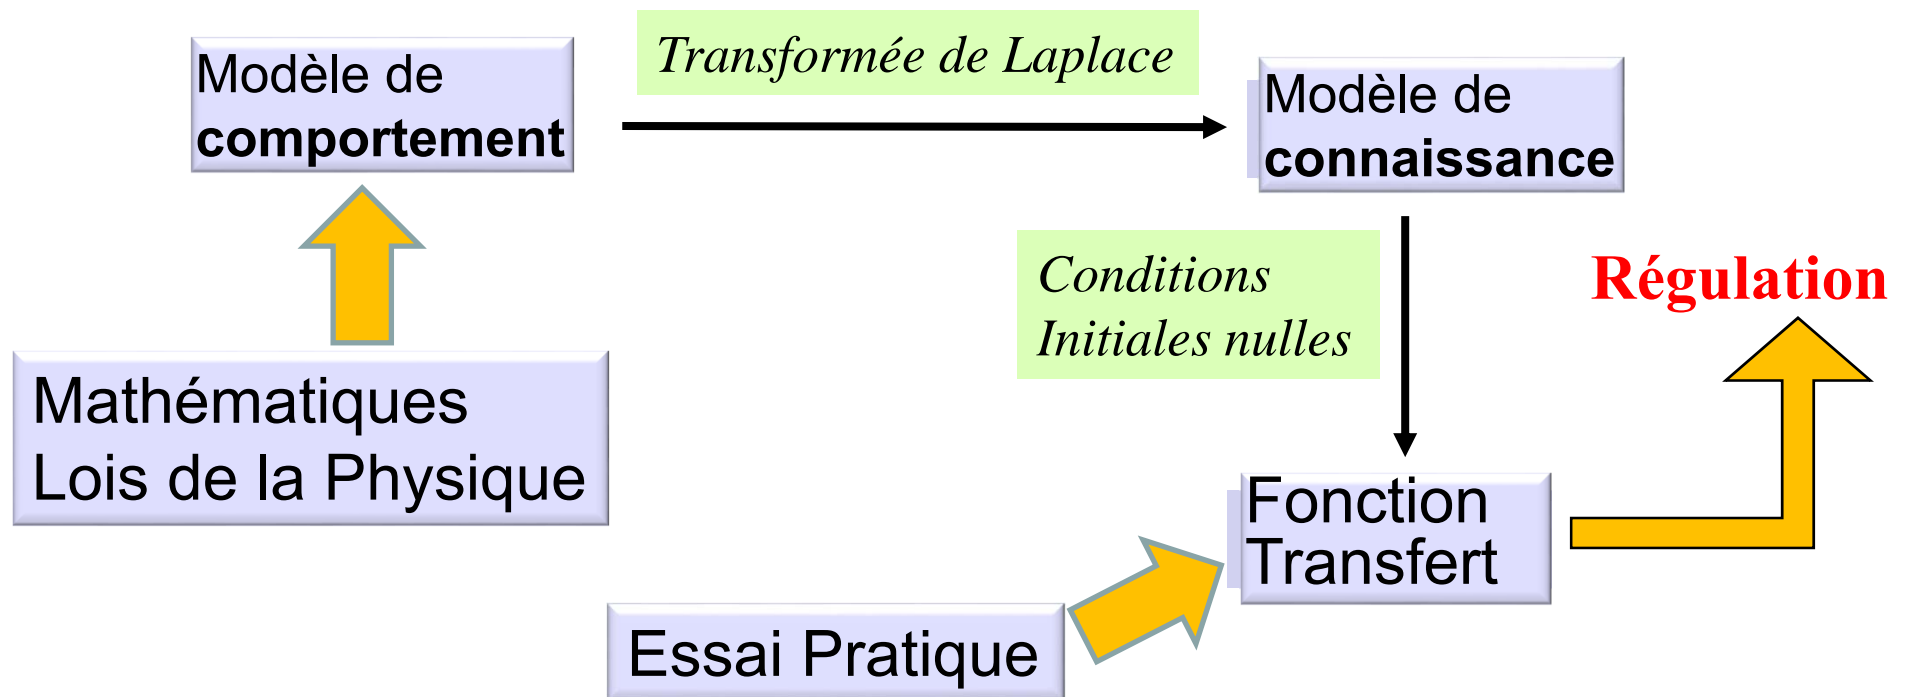 Modèle de
comportement
Transformée de Laplace
Modèle de
connaissance
Conditions
Initiales nulles
Régulation
Mathématiques
Lois de la Physique
Fonction
Transfert
Essai Pratique